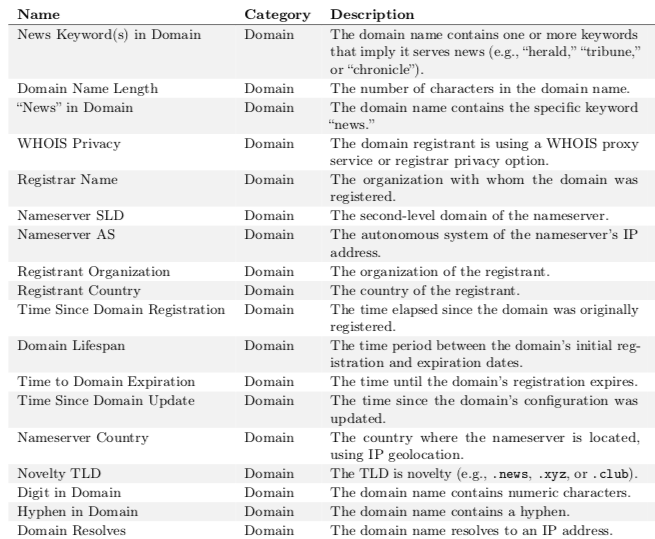 Name Category Description
News Keyword(s) in Domain Domain The domain name contains one or more keywords
that imply it serves news (e.g., “herald,” “tribune,”
or “chronicle”).
Domain Name Length Domain The number of characters in the domain name.
“News” in Domain Domain The domain name contains the specific keyword
“news.”
WHOIS Privacy Domain The domain registrant is using a WHOIS proxy
service or registrar privacy option.
Registrar Name Domain The organization with whom the domain was
registered.
Nameserver SLD Domain The second-level domain of the nameserver.
Nameserver AS Domain The autonomous system of the nameserver’s IP
address.
Registrant Organization Domain The organization of the registrant.
Registrant Country Domain The country of the registrant.
Time Since Domain Registration Domain The time elapsed since the domain was originally
registered.
Domain Lifespan Domain The time period between the domain’s initial reg-
istration and expiration dates.
Time to Domain Expiration Domain The time until the domain’s registration expires.
Time Since Domain Update Domain The time since the domain’s configuration was
updated.
Nameserver Country Domain The country where the nameserver is located,
using IP geolocation.
Novelty TLD Domain The TLD is novelty (e.g., .news, .xyz, or .club).
Digit in Domain Domain The domain name contains numeric characters.
Hyphen in Domain Domain The domain name contains a hyphen.
Domain Resolves Domain The domain name resolves to an IP address.